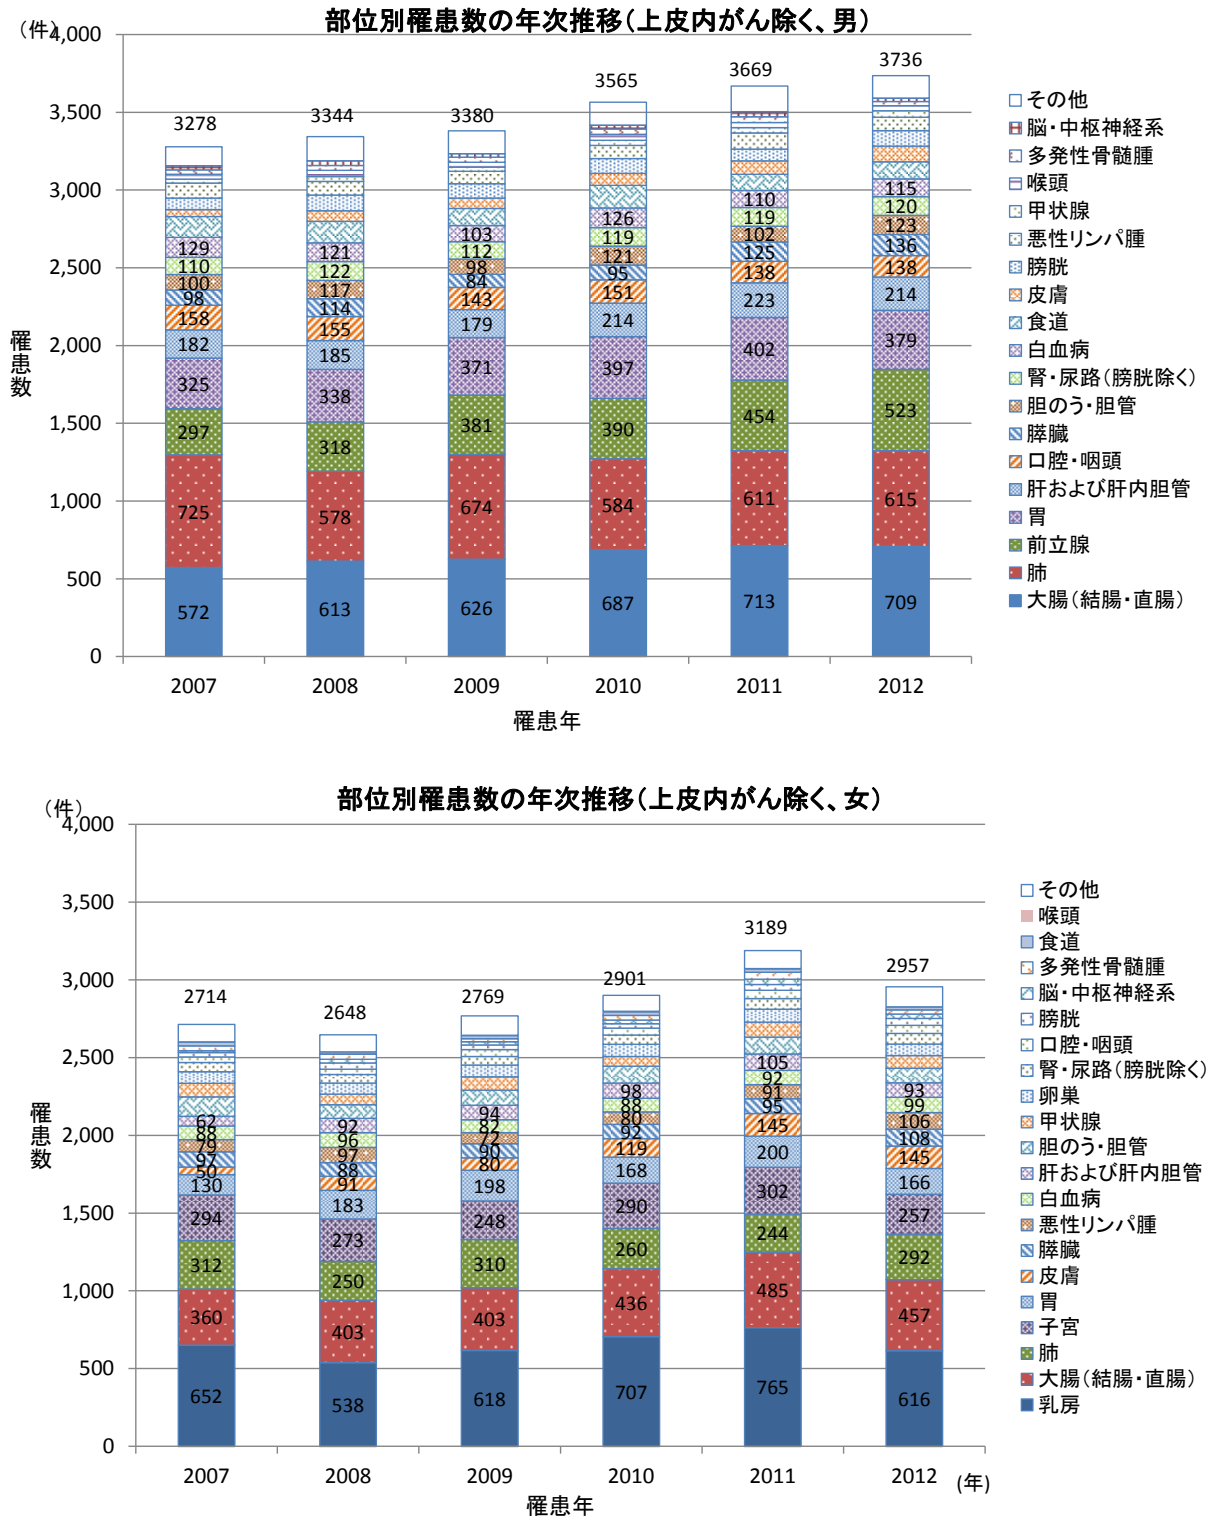 部位別罹患数の年次推移（上皮内がん除く、男）
（件）
4,000
3,500
3,000
2,500
2,000
1,500
1,000
500
0
罹患数
3278 3344 3380 3565 3669 3736
129 121 103 126 110 115
110 122 112 119 119 120
100 117 98 121 102 123
98 114 84 95 125 136
158 155 143 151 138 138
182 185 179 214 223 214
325 338 371 397 402 379
297 318 381 390 454 523
725 578 674 584 611 615
572 613 626 687 713 709
2007 2008 2009 2010 2011 2012
罹患年
その他
脳・中枢神経系
多発性骨髄腫
喉頭
甲状腺
悪性リンパ腫
膀胱
皮膚
食道
白血病
腎・尿路（膀胱除く）
胆のう・胆管
膵臓
口腔・咽頭
肝および肝内胆管
胃
前立腺
肺
大腸（結腸・直腸）
部位別罹患数の年次推移（上皮内がん除く、女）
（件）
4,000
3,500
3,000
2,500
2,000
1,500
1,000
500
0
罹患数
2714 2648 2769 2901 3189 2957
62 92 94 98 105 93
88 96 82 88 92 99
79 97 72 80 91 106
97 88 90 92 95 108
50 91 80 119 145 145
130 183 198 168 200 166
294 273 248 290 302 257
312 250 310 260 244 292
360 403 403 436 485 457
652 538 618 707 765 616
2007 2008 2009 2010 2011 2012
(年)
罹患年
その他
喉頭
食道
多発性骨髄腫
脳・中枢神経系
膀胱
口腔・咽頭
腎・尿路（膀胱除く）
卵巣
甲状腺
胆のう・胆管
肝および肝内胆管
白血病
悪性リンパ腫
膵臓
皮膚
胃
子宮
肺
大腸（結腸・直腸）
乳房